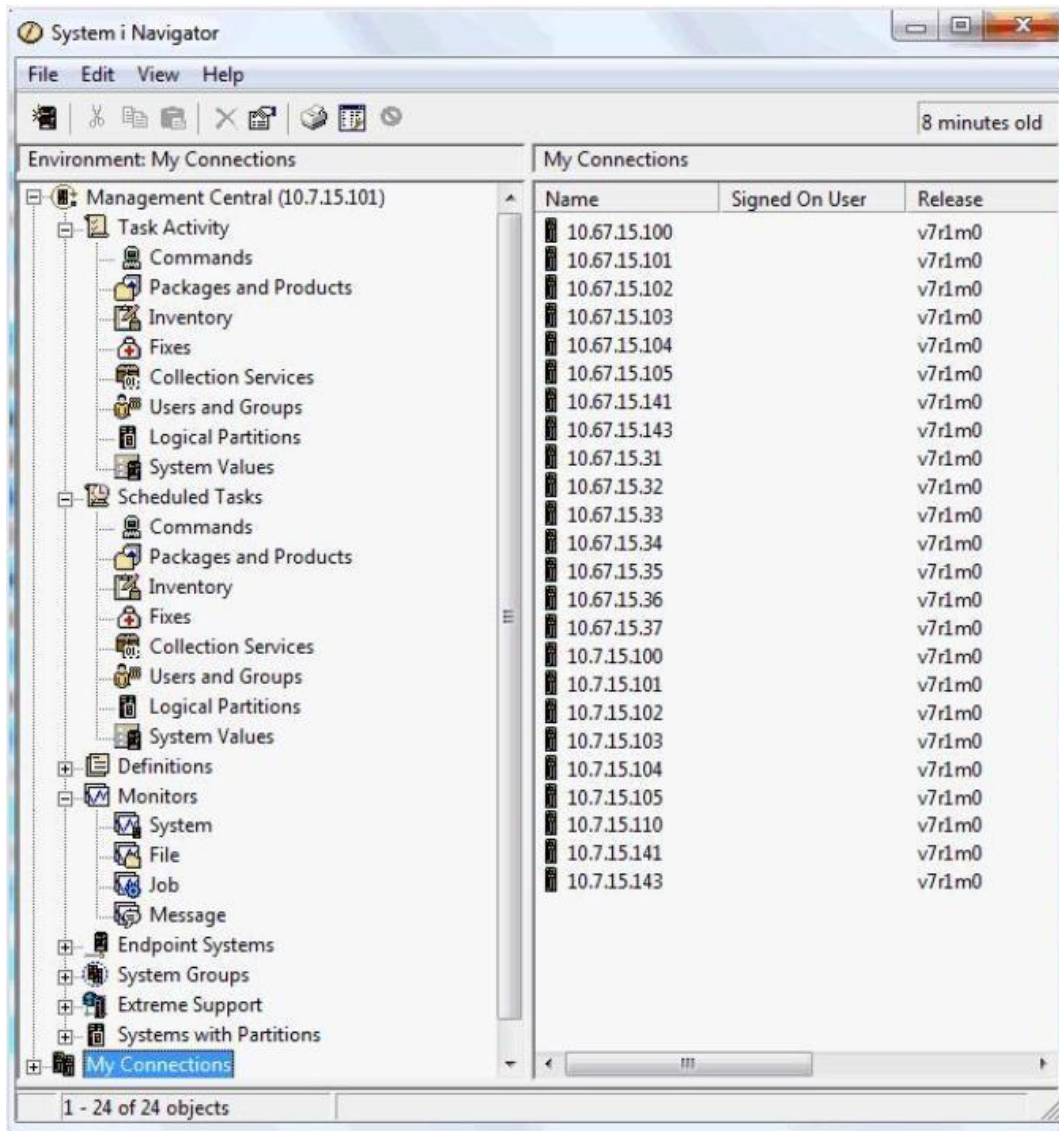 System i Navigator
File Edit View Help
8 minutes old
Environment: My Connections
Management Central (10.7.15.101)
Task Activity
Commands
Packages and Products
Inventory
Fixes
Collection Services
Users and Groups
Logical Partitions
System Values
Scheduled Tasks
Commands
Packages and Products
Inventory
Fixes
Collection Services
Users and Groups
Logical Partitions
System Values
Definitions
Monitors
System
File
Job
Message
Endpoint Systems
System Groups
Extreme Support
Systems with Partitions
My Connections
My Connections
Name Signed On User Release
10.67.15.100 v7r1m0
10.67.15.101 v7r1m0
10.67.15.102 v7r1m0
10.67.15.103 v7r1m0
10.67.15.104 v7r1m0
10.67.15.105 v7r1m0
10.67.15.141 v7r1m0
10.67.15.143 v7r1m0
10.67.15.31 v7r1m0
10.67.15.32 v7r1m0
10.67.15.33 v7r1m0
10.67.15.34 v7r1m0
10.67.15.35 v7r1m0
10.67.15.36 v7r1m0
10.67.15.37 v7r1m0
10.7.15.100 v7r1m0
10.7.15.101 v7r1m0
10.7.15.102 v7r1m0
10.7.15.103 v7r1m0
10.7.15.104 v7r1m0
10.7.15.105 v7r1m0
10.7.15.110 v7r1m0
10.7.15.141 v7r1m0
10.7.15.143 v7r1m0
1 - 24 of 24 objects